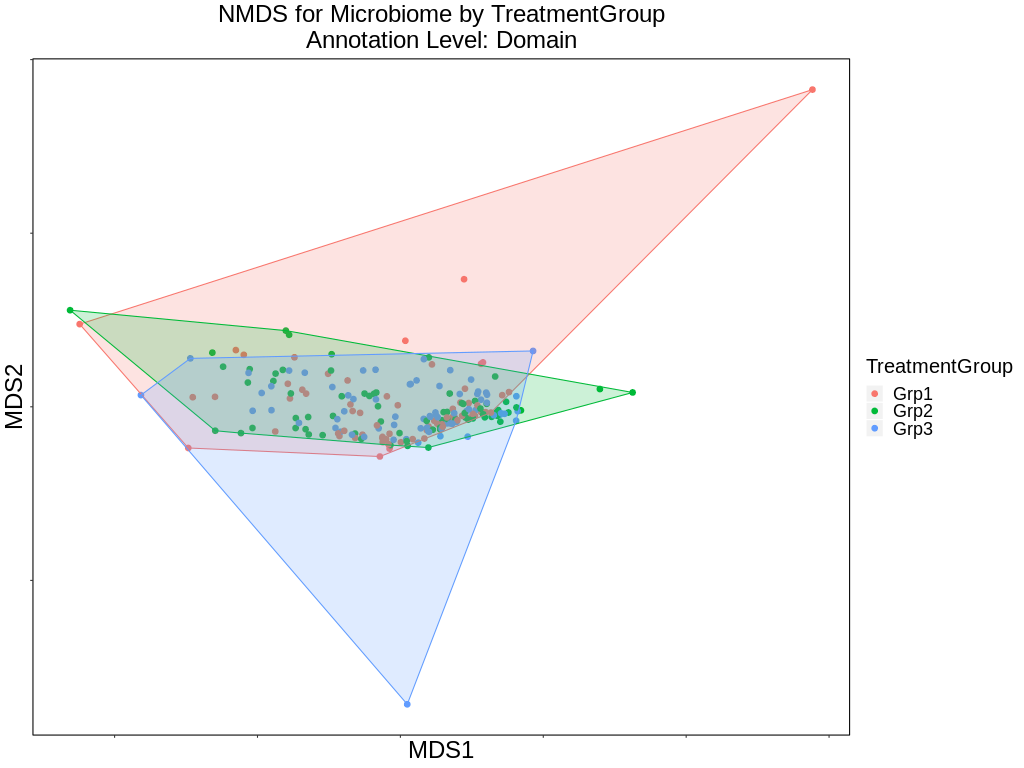 NMDS for Microbiome by TreatmentGroup
Annotation Level: Domain
MDS2
MDS1
TreatmentGroup
Grp1
Grp2
Grp3